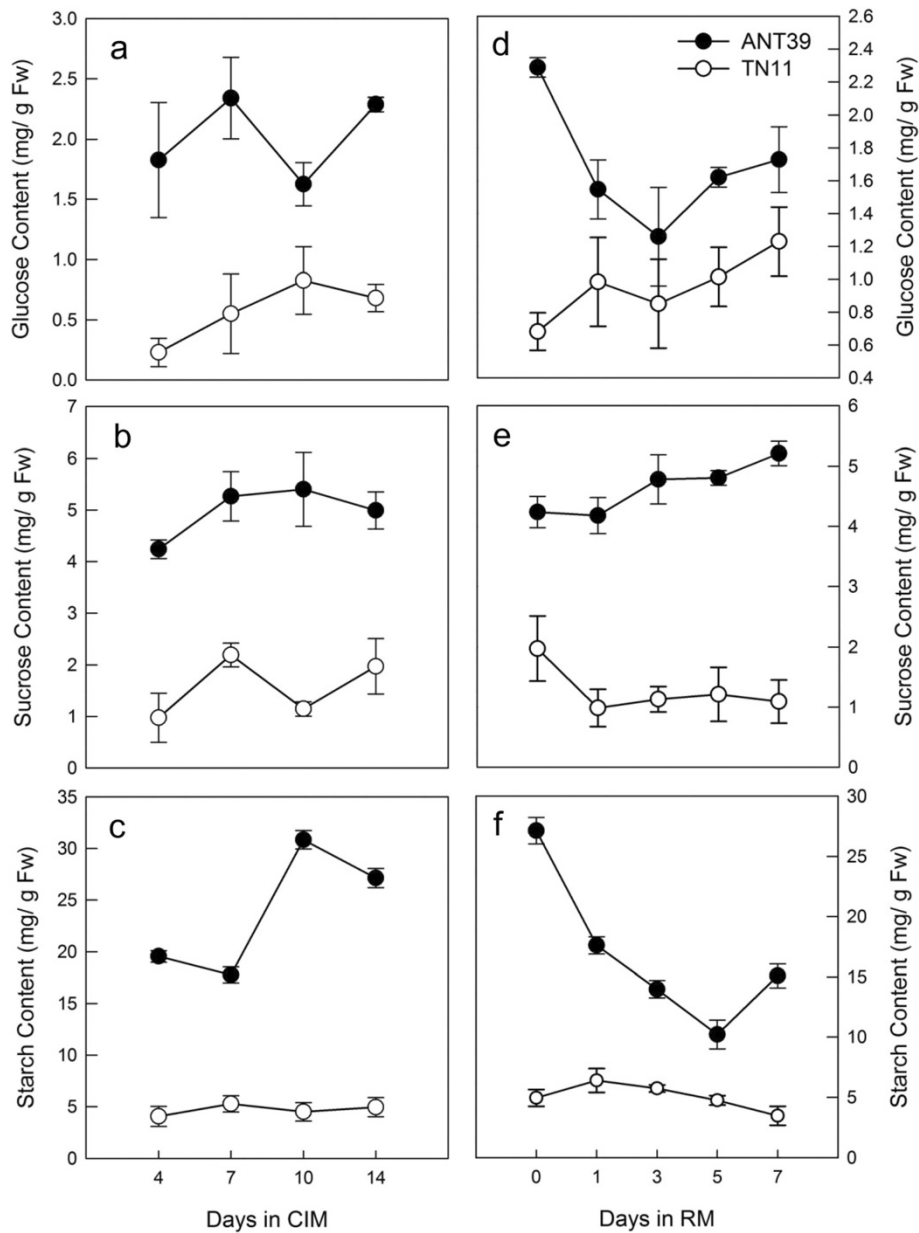 a
3.0
2.5
2.0
1.5
1.0
0.5
0.0
Glucose Content (mg/ g Fw)
d
ANT39
TN11
2.6
2.4
2.2
2.0
1.8
1.6
1.4
1.2
1.0
0.8
0.6
0.4
Glucose Content (mg/ g Fw)
b
7
6
5
4
3
2
1
0
Sucrose Content (mg/ g Fw)
e
6
5
4
3
2
1
0
Sucrose Content (mg/ g Fw)
c
35
30
25
20
15
10
5
0
Starch Content (mg/ g Fw)
4 7 10 14
Days in CIM
f
30
25
20
15
10
5
0
Starch Content (mg/ g Fw)
0 1 3 5 7
Days in RM